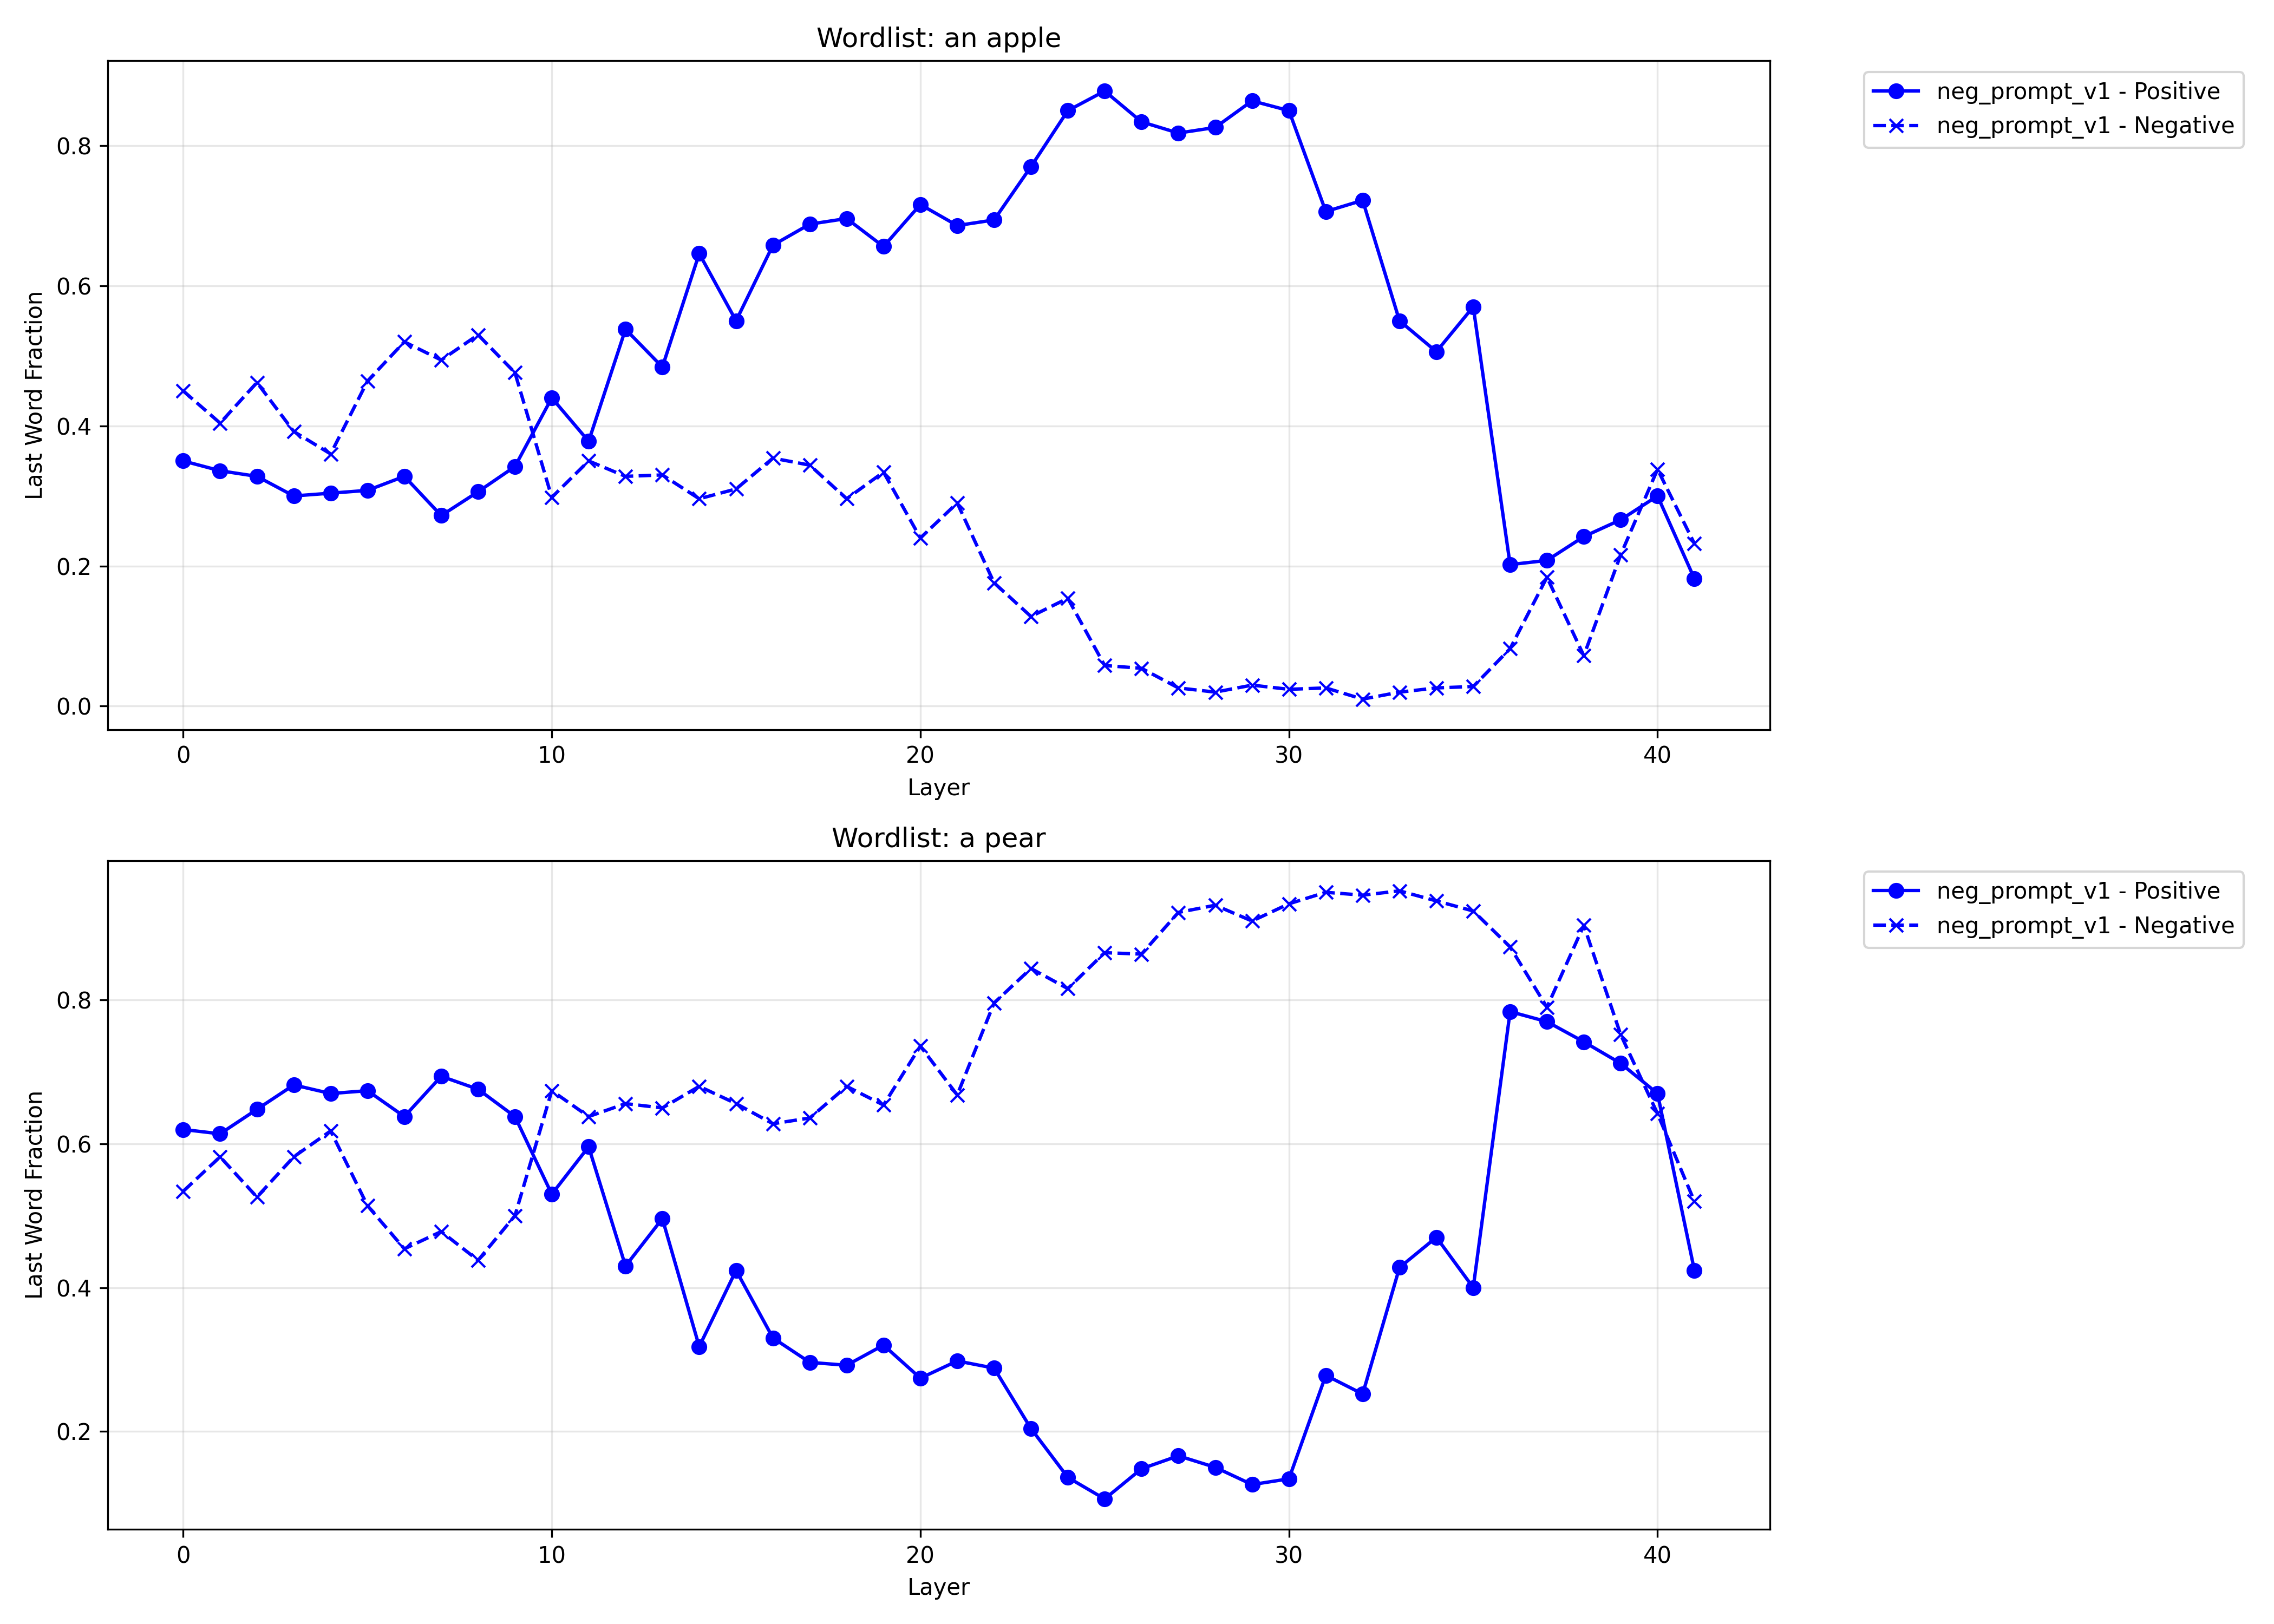 Wordlist: an apple
neg_prompt_v1 - Positive
neg_prompt_v1 - Negative
Last Word Fraction
0.8
0.6
0.4
0.2
0.0
0 10 20 30 40
Layer
Wordlist: a pear
neg_prompt_v1 - Positive
neg_prompt_v1 - Negative
Last Word Fraction
0.8
0.6
0.4
0.2
0 10 20 30 40
Layer